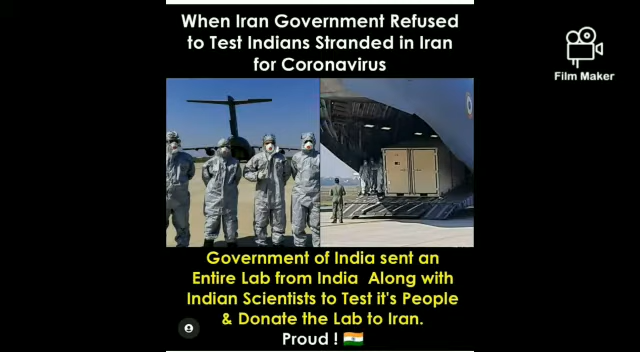 When Iran Government Refused
to Test Indians Stranded in Iran
for Coronavirus
Film Maker
Government of India sent an
Entire Lab from India Along with
Indian Scientists to Test it's People
& Donate the Lab to Iran.
Proud !